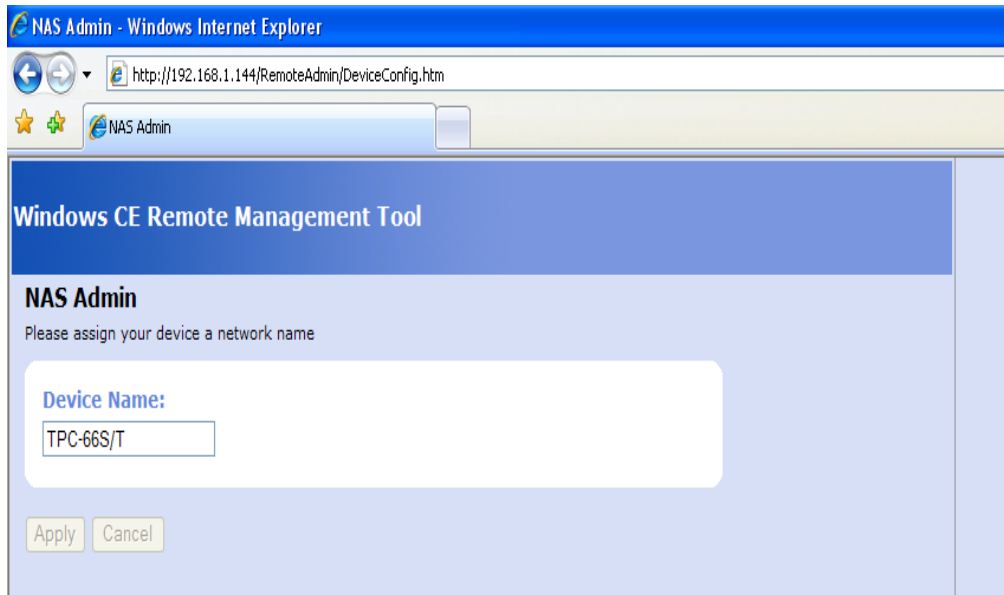 NAS Admin - Windows Internet Explorer
http://192.168.1.144/RemoteAdmin/DeviceConfig.htm
NAS Admin
Windows CE Remote Management Tool
NAS Admin
Please assign your device a network name
Device Name:
TPC-66S/T
Apply Cancel